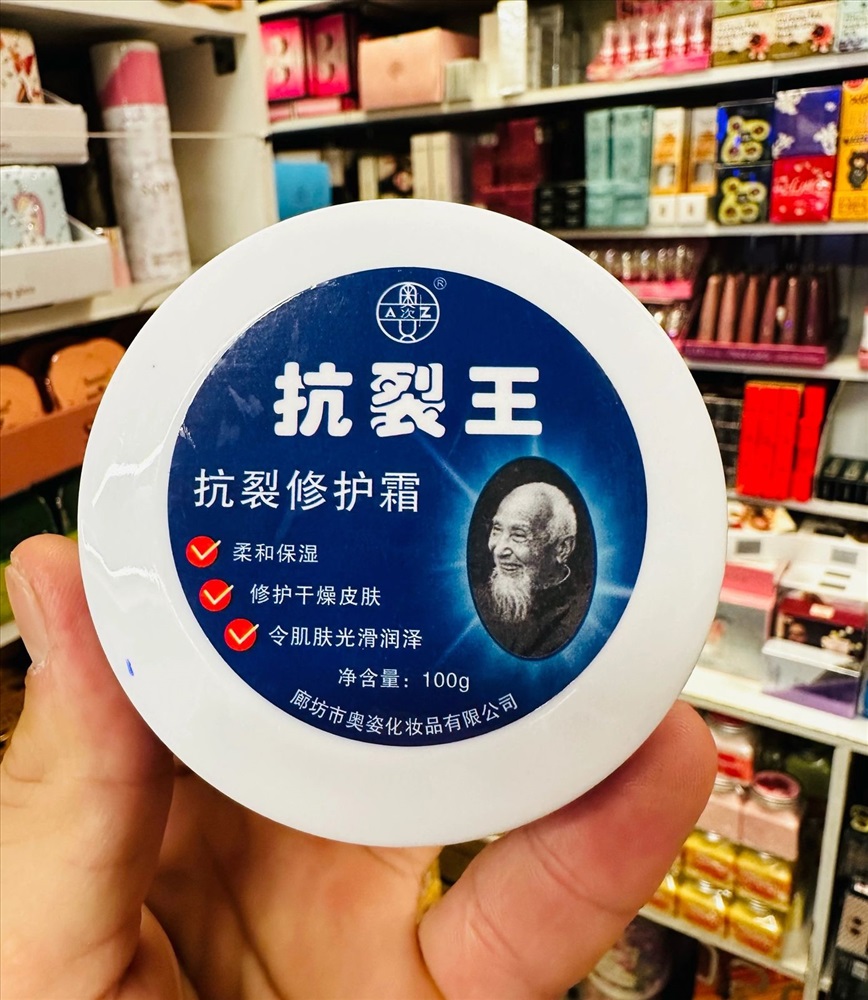 ®
A次Z
抗裂王
抗裂修护霜
柔和保湿
修护干燥皮肤
令肌肤光滑润泽
净含量：100g
廊坊市奥姿化妆品有限公司